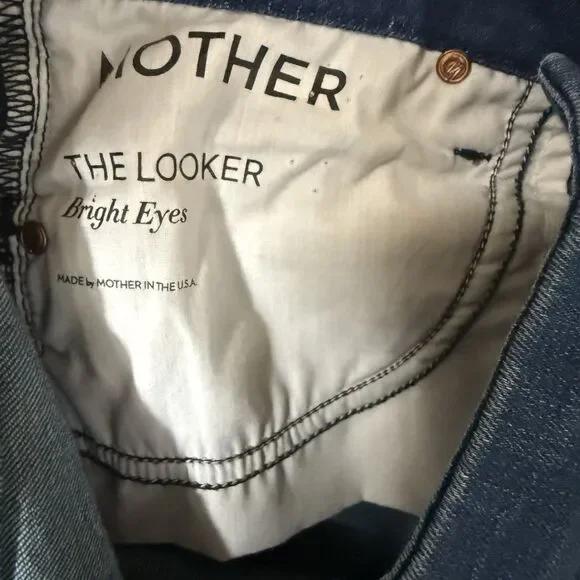 MOTHER
THE LOOKER
Bright Eyes
MADE by MOTHER IN THE U.S.A.